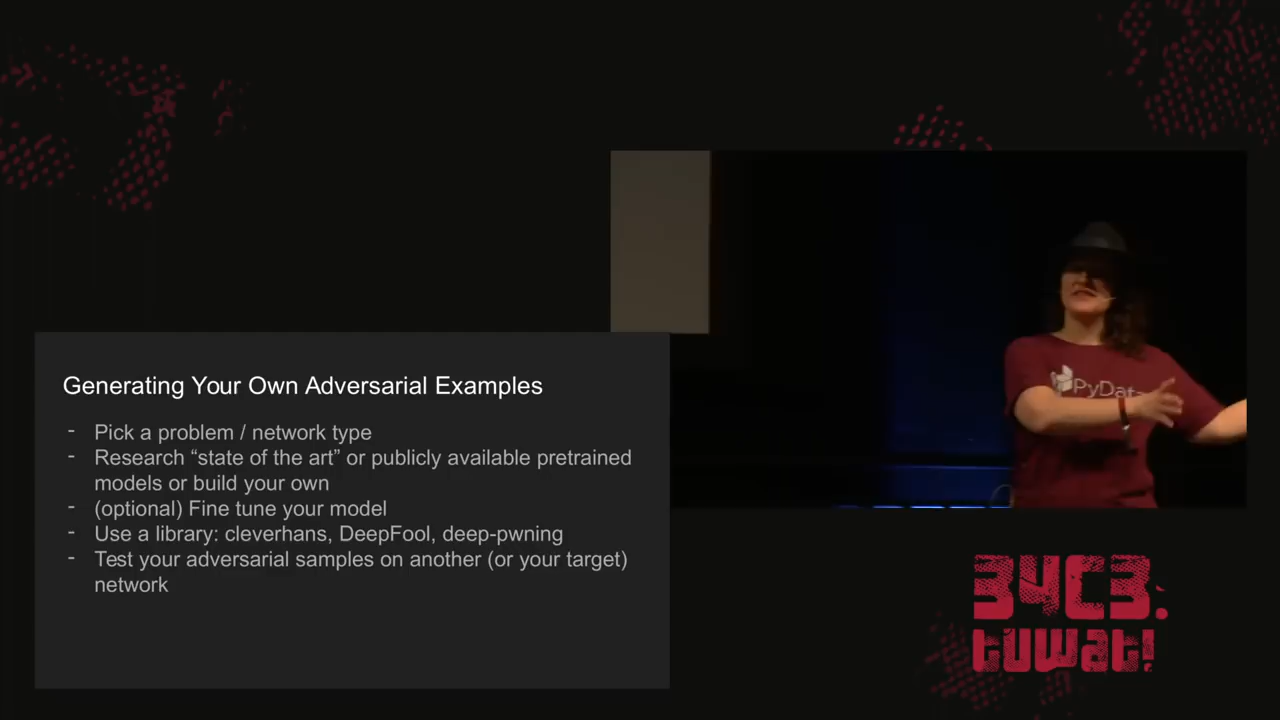 Generating Your Own Adversarial Examples
- Pick a problem / network type
- Research “state of the art” or publicly available pretrained
models or build your own
- (optional) Fine tune your model
- Use a library: cleverhans, DeepFool, deep-pwning
- Test your adversarial samples on another (or your target)
network
PyData
34C3.
tuwat!